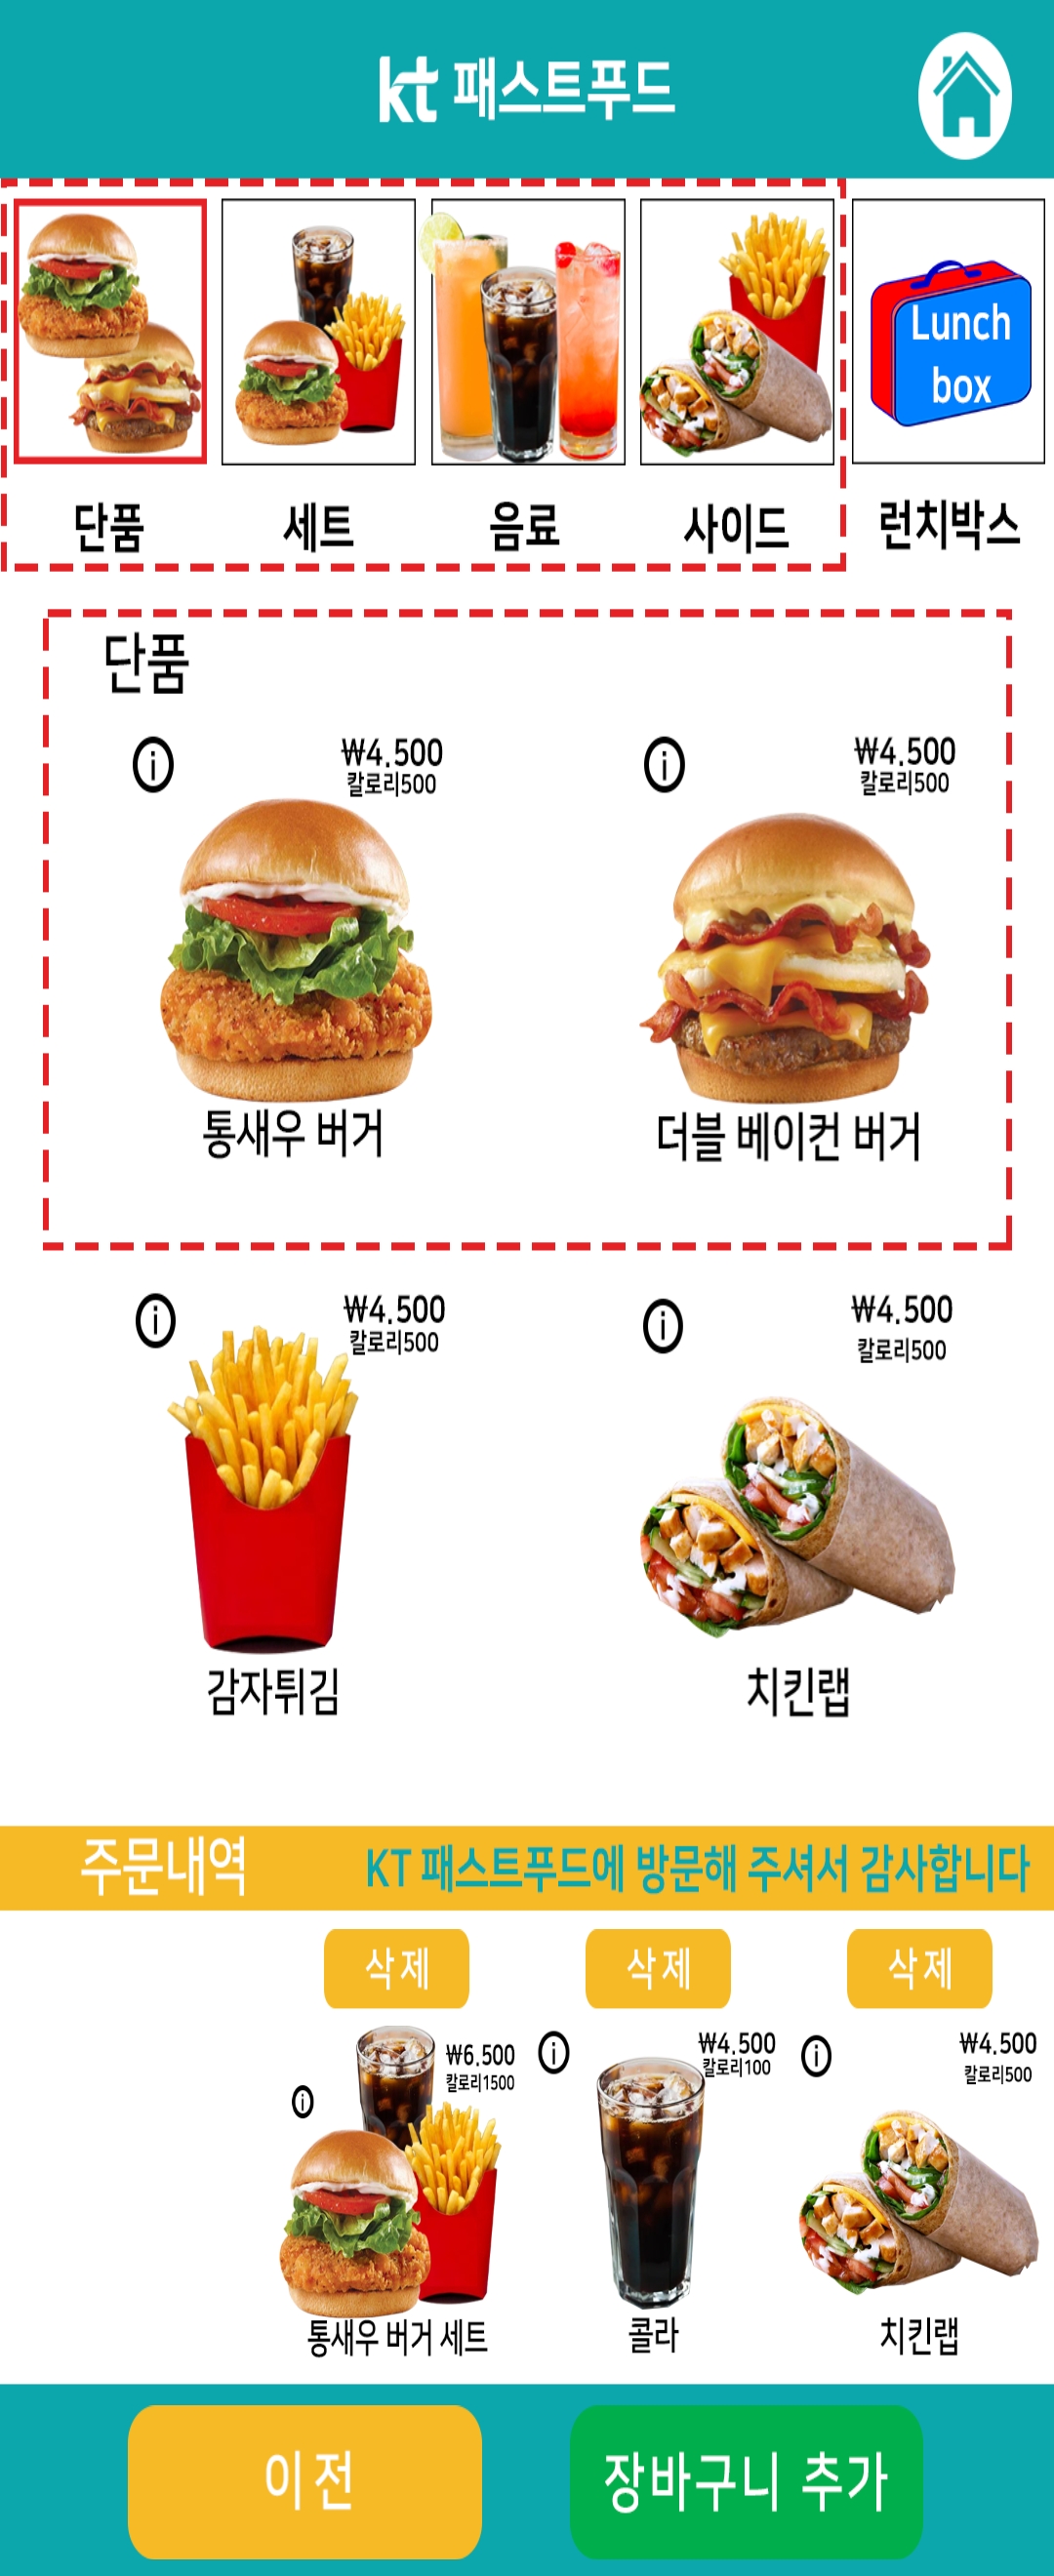 kt 패스트푸드
Lunch
box
단품 세트 음료 사이드 런치박스
단품
i ₩4,500 i ₩4,500
칼로리500 칼로리500
통새우 버거 더블 베이컨 버거
i ₩4,500 i ₩4,500
칼로리500 칼로리500
감자튀김 치킨랩
주문내역 KT 패스트푸드에 방문해 주셔서 감사합니다
삭제 삭제 삭제
₩6,500 i ₩4,500 i ₩4,500
i 칼로리1500 칼로리100 칼로리500
통새우 버거 세트 콜라 치킨랩
이전 장바구니 추가